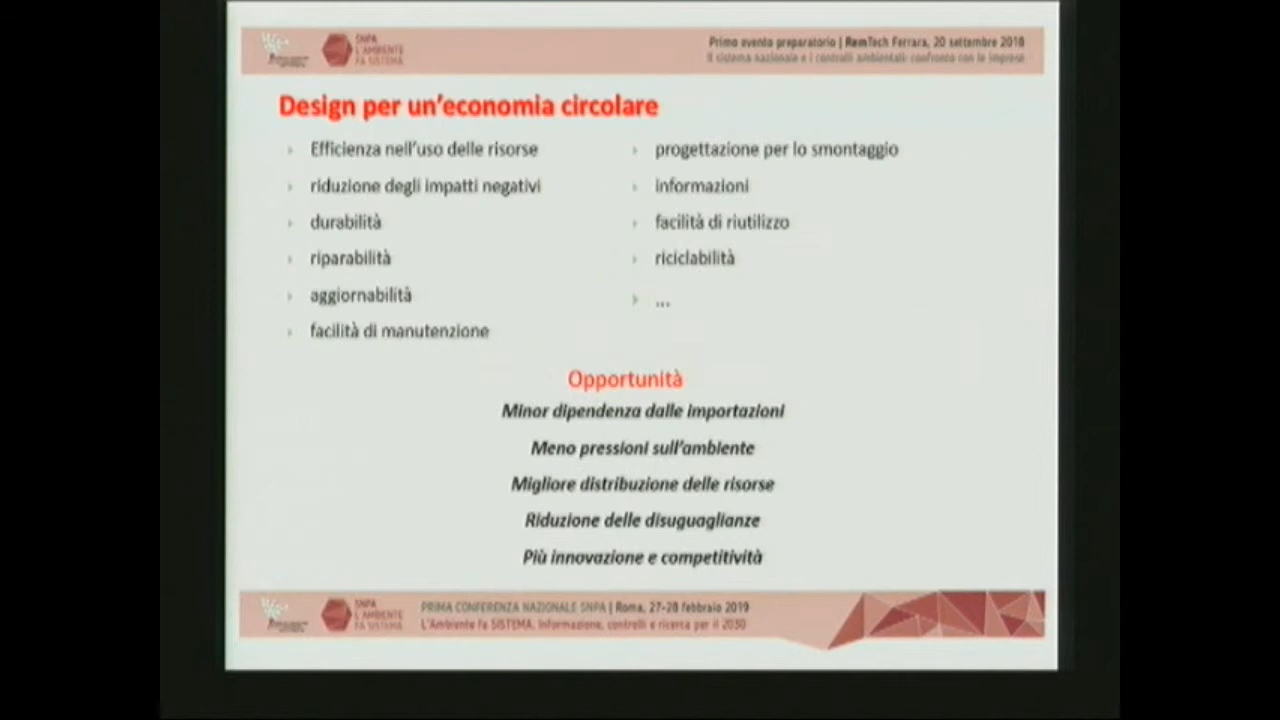 SNPA
L'AMBIENTE
FA SISTEMA
Primo evento preparatorio | RemTech Ferrara, 20 settembre 2018
Il sistema nazionale e i controlli ambientali: confronto con le imprese
Design per un'economia circolare
Efficienza nell'uso delle risorse
riduzione degli impatti negativi
durabilità
riparabilità
aggiornabilità
facilità di manutenzione
progettazione per lo smontaggio
informazioni
facilità di riutilizzo
riciclabilità
...
Opportunità
Minor dipendenza dalle importazioni
Meno pressioni sull'ambiente
Migliore distribuzione delle risorse
Riduzione delle disuguaglianze
Più innovazione e competitività
SNPA
L'AMBIENTE
FA SISTEMA
PRIMA CONFERENZA NAZIONALE SNPA | Roma, 27-28 febbraio 2019
L'Ambiente fa SISTEMA. Informazione, controlli e ricerca per il 2030